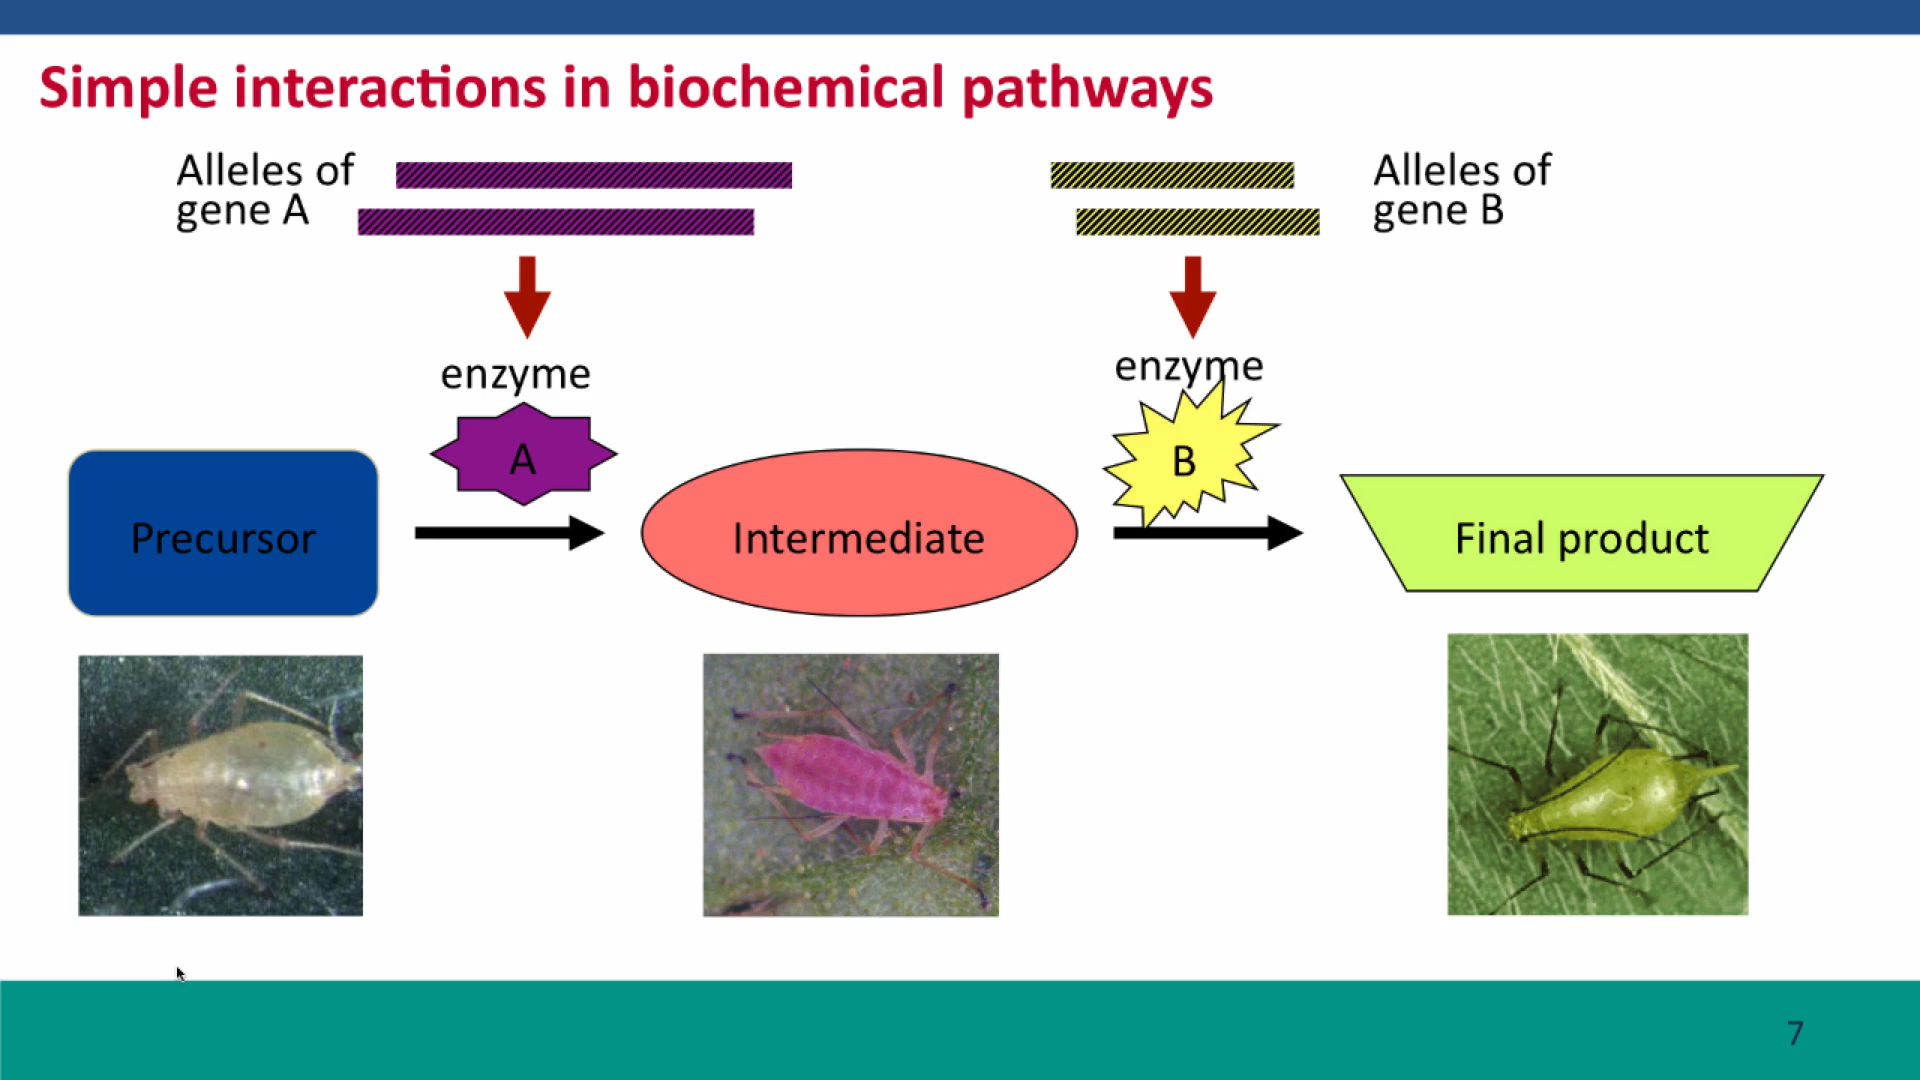 Simple interactions in biochemical pathways
Alleles of
gene A
Alleles of
gene B
enzyme
enzyme
A
B
Precursor
Intermediate
Final product
7